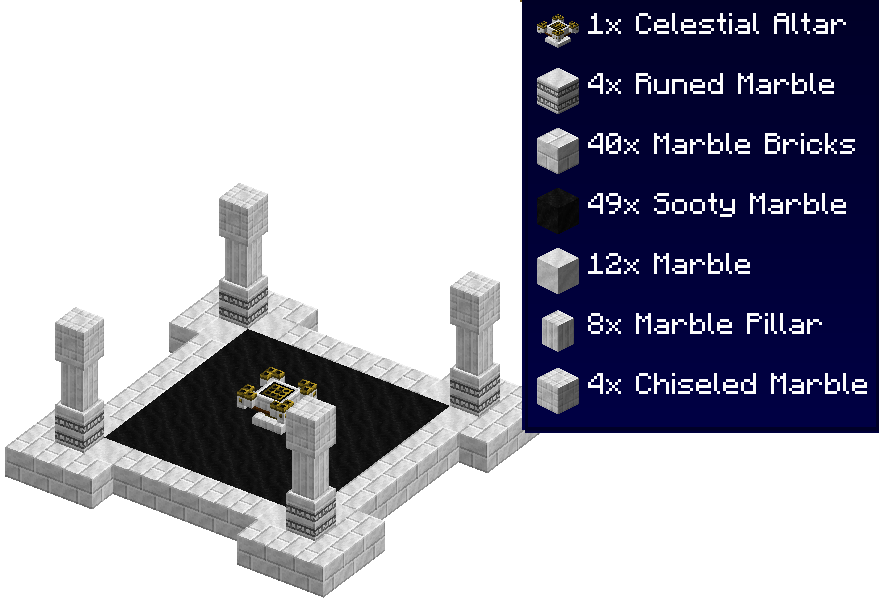 1x Celestial Altar
4x Runed Marble
40x Marble Bricks
49x Sooty Marble
12x Marble
8x Marble Pillar
4x Chiseled Marble